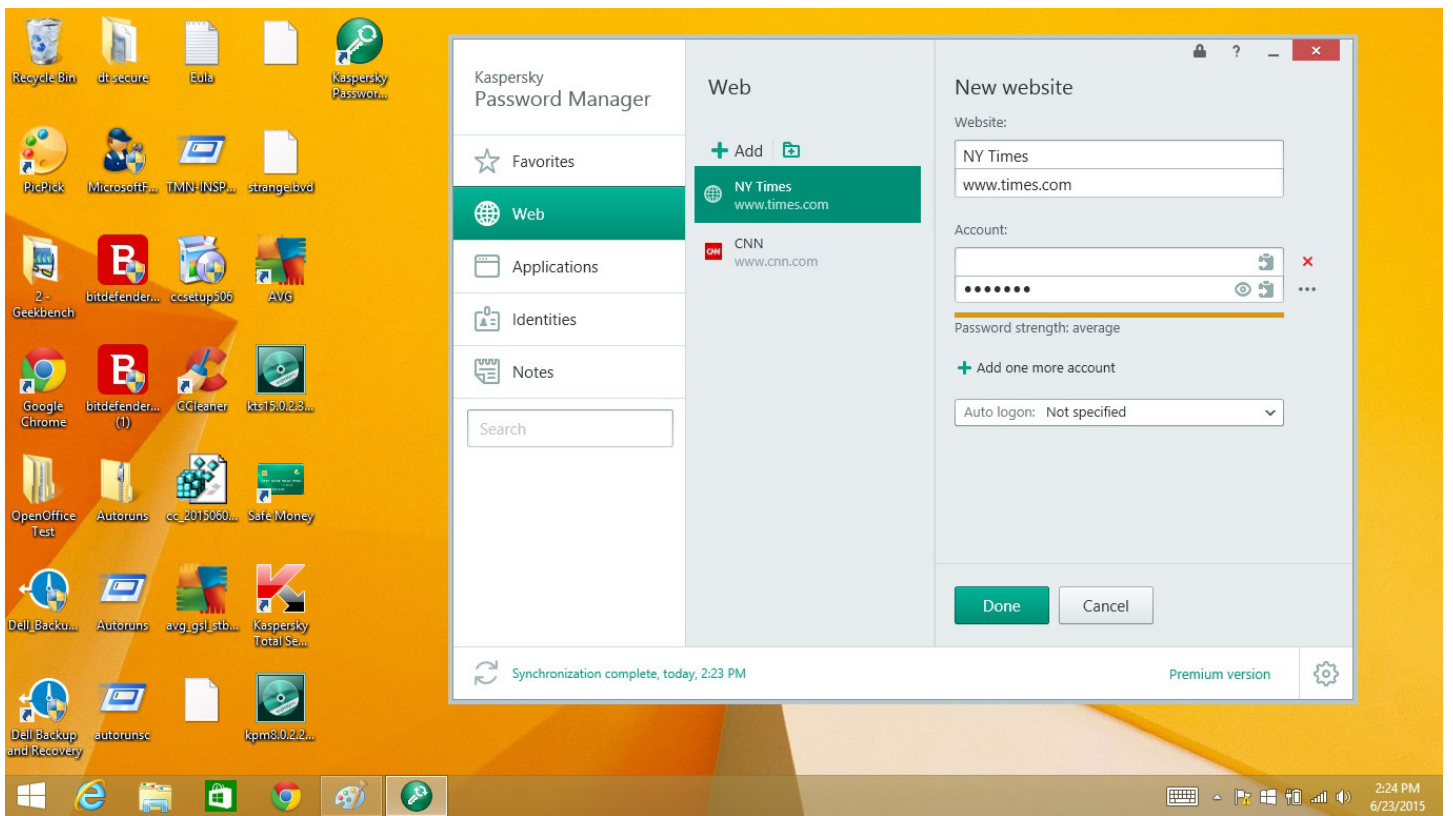 Recycle Bin
dt secure
Eula
Kaspersky
Passwor...
PicPick
MicrosoftF...
TMN-INSP...
strange.bvd
2 -
Geekbench
bitdefender...
ccsetup506
AVG
Google
Chrome
bitdefender...
(1)
CCleaner
kts15.0.2.3...
OpenOffice
Test
Autoruns
cc_2015060...
Safe Money
Dell_Backu...
Autoruns
avg_gsl_stb...
Kaspersky
Total Se...
Dell Backup
and Recovery
autorunsc
kpm8.0.2.2...
Kaspersky
Password Manager
Favorites
Web
Applications
Identities
Notes
Search
Web
Add
NY Times
www.times.com
CNN
CNN
www.cnn.com
?
New website
Website:
NY Times
www.times.com
Account:
•••••••
Password strength: average
Add one more account
Auto logon: Not specified
Done
Cancel
Synchronization complete, today, 2:23 PM
Premium version
2:24 PM
6/23/2015